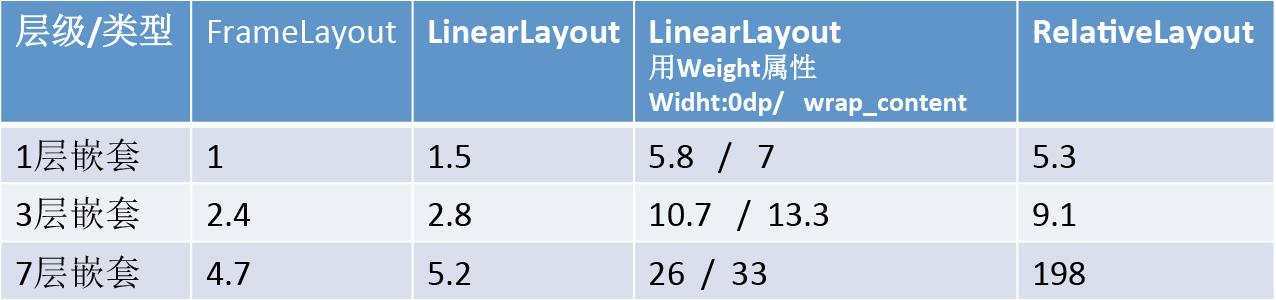 层级/类型 FrameLayout LinearLayout LinearLayout RelativeLayout
用Weight属性
Widht:0dp/ wrap_content
1层嵌套 1 1.5 5.8 / 7 5.3
3层嵌套 2.4 2.8 10.7 / 13.3 9.1
7层嵌套 4.7 5.2 26 / 33 198